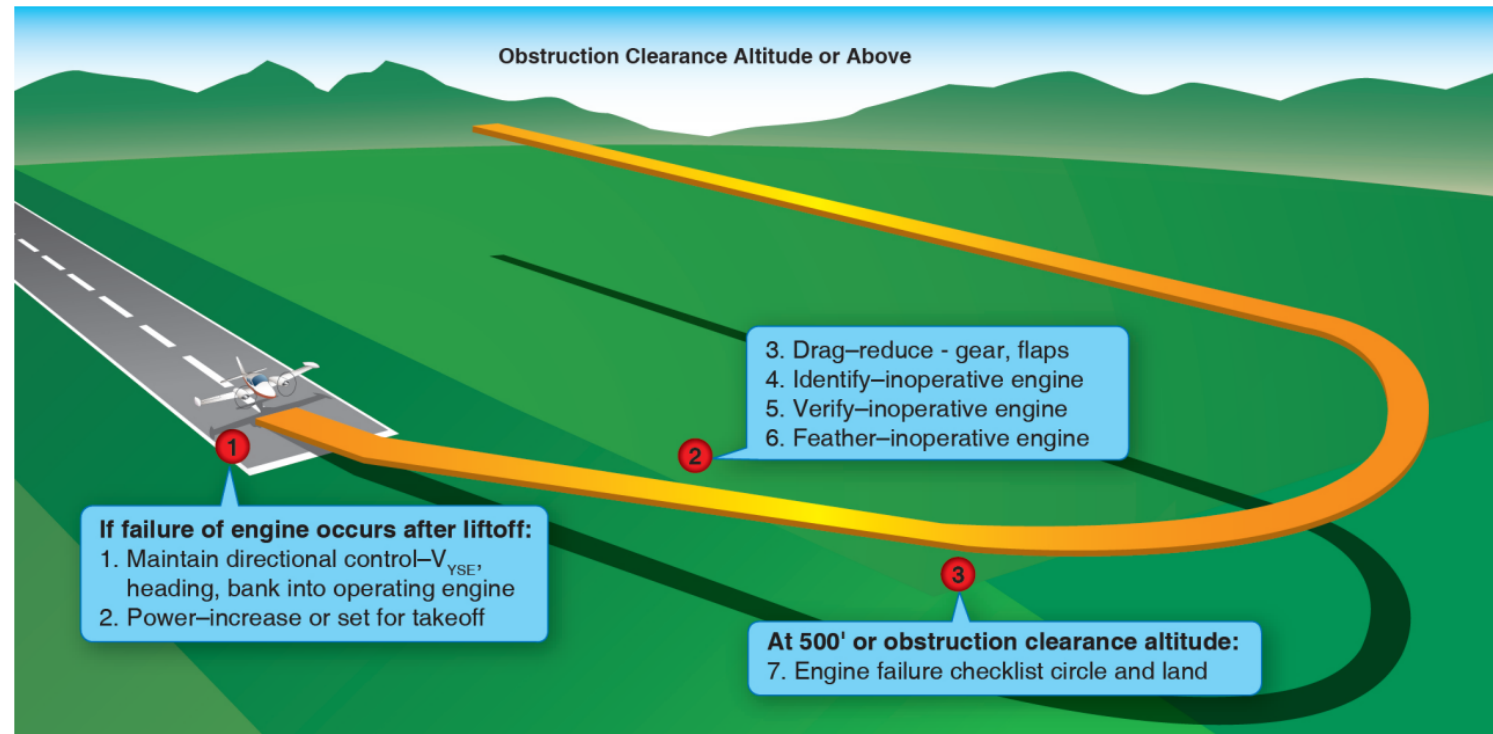 Obstruction Clearance Altitude or Above
1
If failure of engine occurs after liftoff:
1. Maintain directional control–VYSE,
heading, bank into operating engine
2. Power–increase or set for takeoff
2
3. Drag–reduce - gear, flaps
4. Identify–inoperative engine
5. Verify–inoperative engine
6. Feather–inoperative engine
3
At 500' or obstruction clearance altitude:
7. Engine failure checklist circle and land